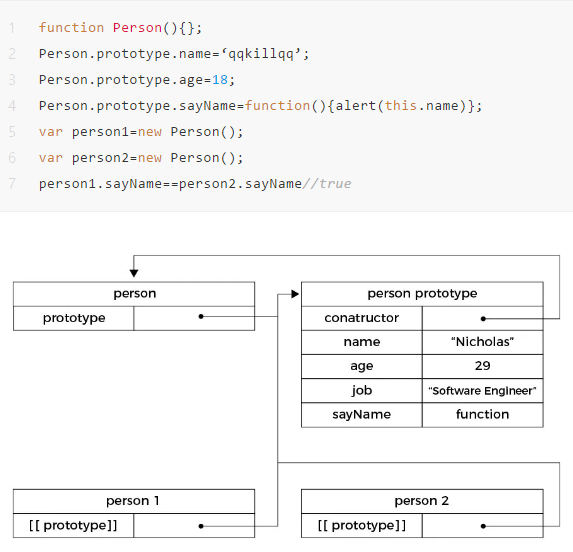 1 function Person(){};
2 Person.prototype.name=‘qqkillqq’;
3 Person.prototype.age=18;
4 Person.prototype.sayName=function(){alert(this.name)};
5 var person1=new Person();
6 var person2=new Person();
7 person1.sayName==person2.sayName//true
person
prototype
person prototype
conatructor
name “Nicholas”
age 29
job “Software Engineer”
sayName function
person 1
[[ prototype]]
person 2
[[ prototype]]